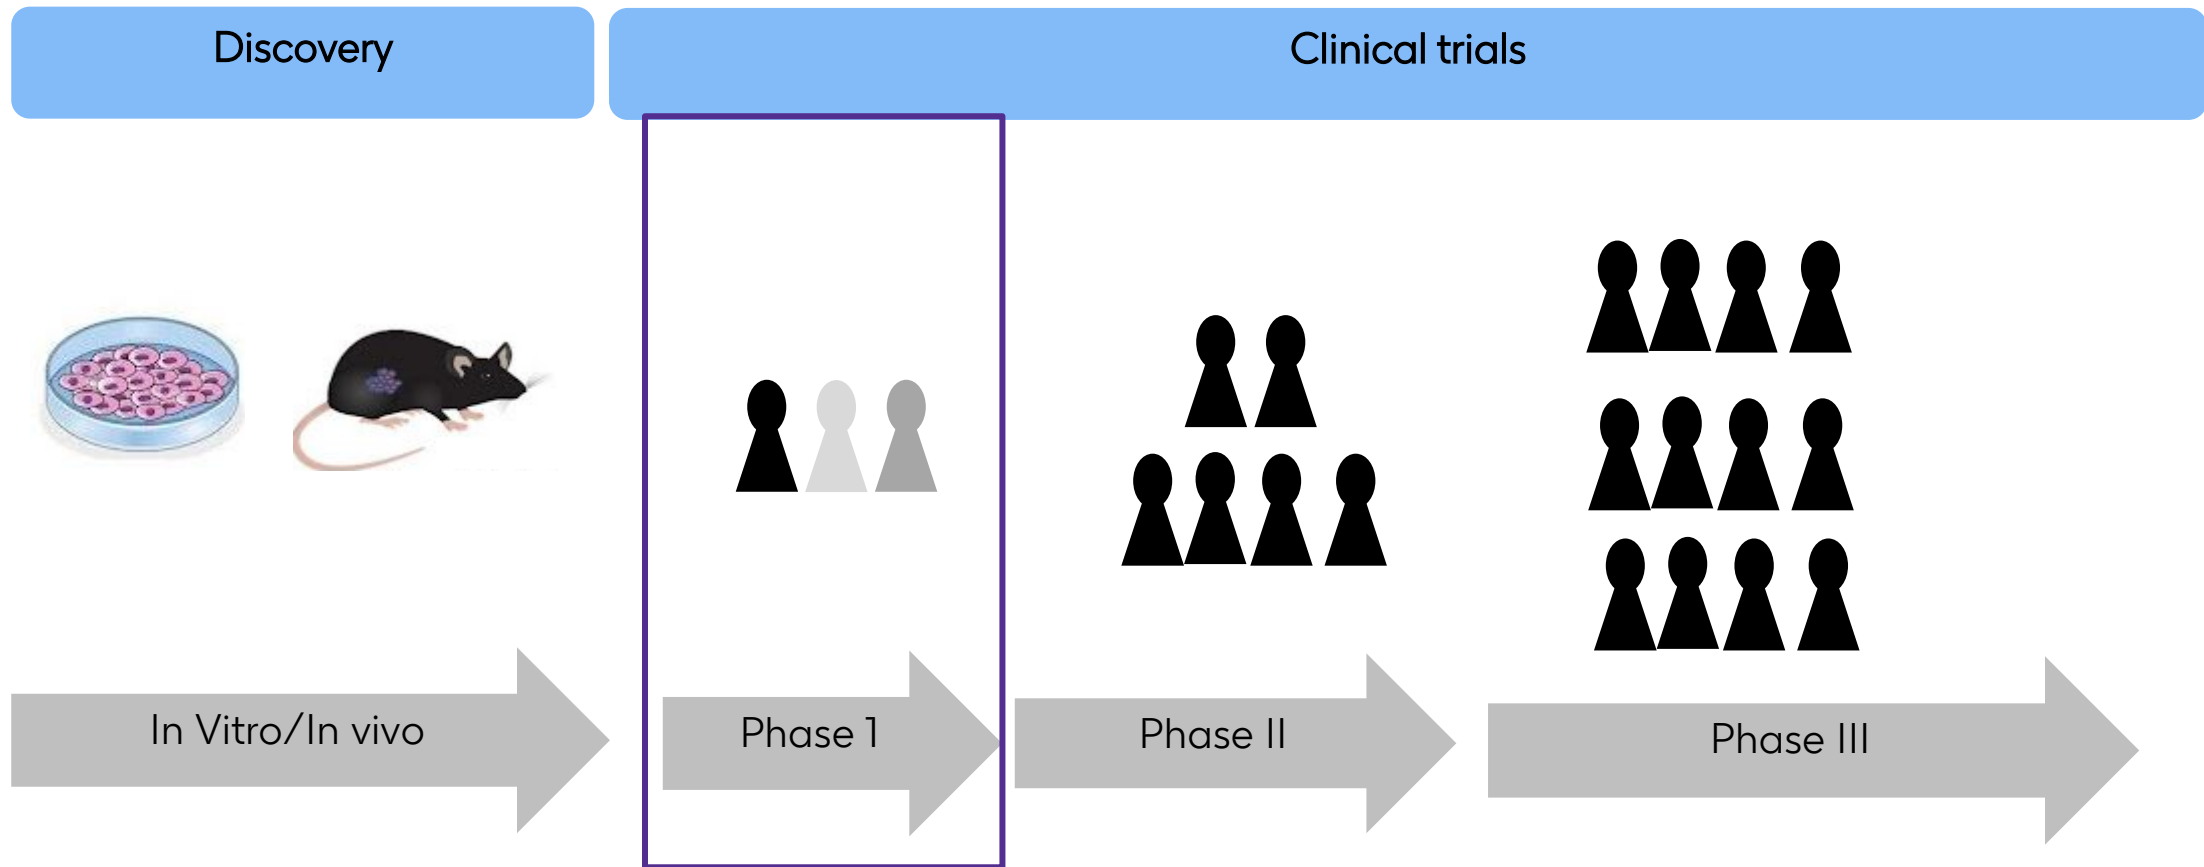 Discovery
Clinical trials
In Vitro/In vivo
Phase 1
Phase II
Phase III